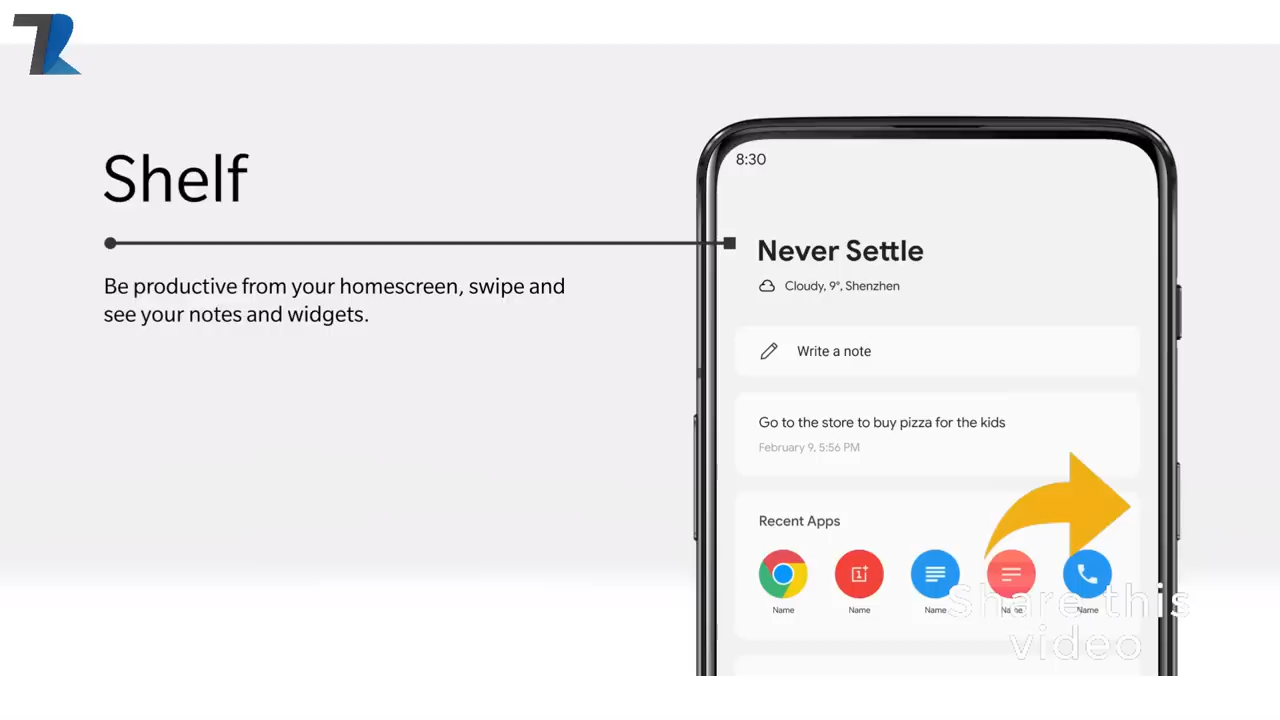 Shelf
Be productive from your homescreen, swipe and
see your notes and widgets.
8:30
Never Settle
Cloudy, 9°, Shenzhen
Write a note
Go to the store to buy pizza for the kids
February 9, 5:56 PM
Recent Apps
Name
Name
Name
Name
Name
Share this
video